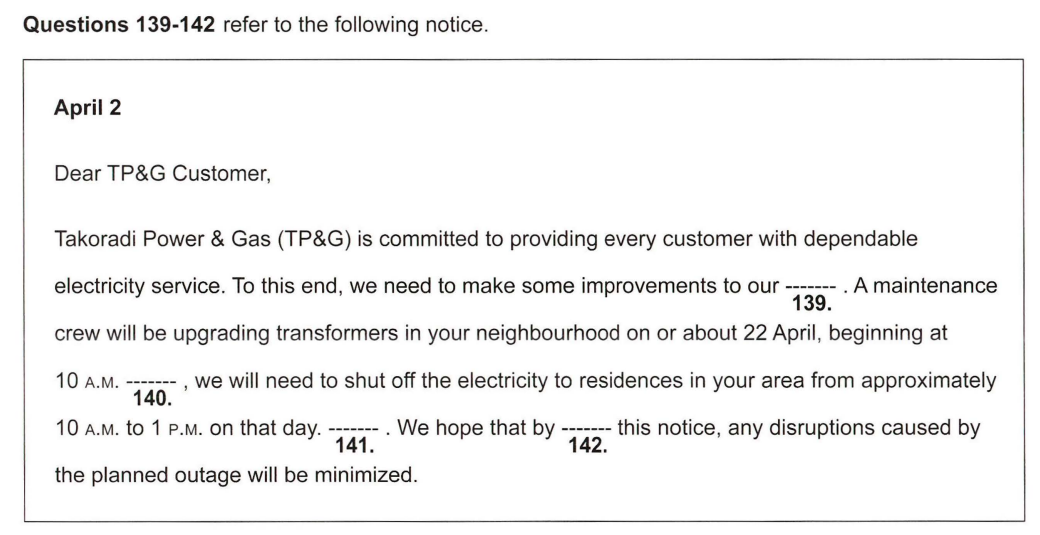 Questions 139-142 refer to the following notice.
April 2
Dear TP&G Customer,
Takoradi Power & Gas (TP&G) is committed to providing every customer with dependable
electricity service. To this end, we need to make some improvements to our ------- . A maintenance
139.
crew will be upgrading transformers in your neighbourhood on or about 22 April, beginning at
10 A.M. ------- , we will need to shut off the electricity to residences in your area from approximately
140.
10 A.M. to 1 P.M. on that day. ------- . We hope that by ------- this notice, any disruptions caused by
141. 142.
the planned outage will be minimized.